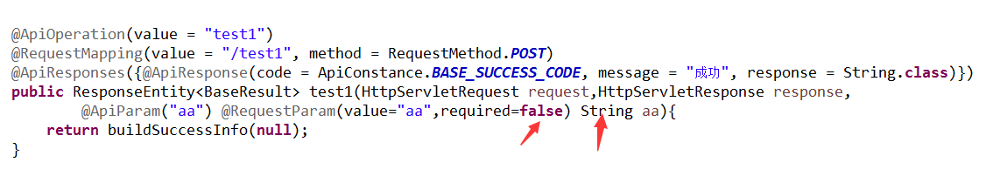 @ApiOperation(value = "test1")
@RequestMapping(value = "/test1", method = RequestMethod.POST)
@ApiResponses({@ApiResponse(code = ApiConstance.BASE_SUCCESS_CODE, message = "成功", response = String.class)})
public ResponseEntity<BaseResult> test1(HttpServletRequest request,HttpServletResponse response,
@ApiParam("aa") @RequestParam(value="aa",required=false) String aa){
return buildSuccessInfo(null);
}